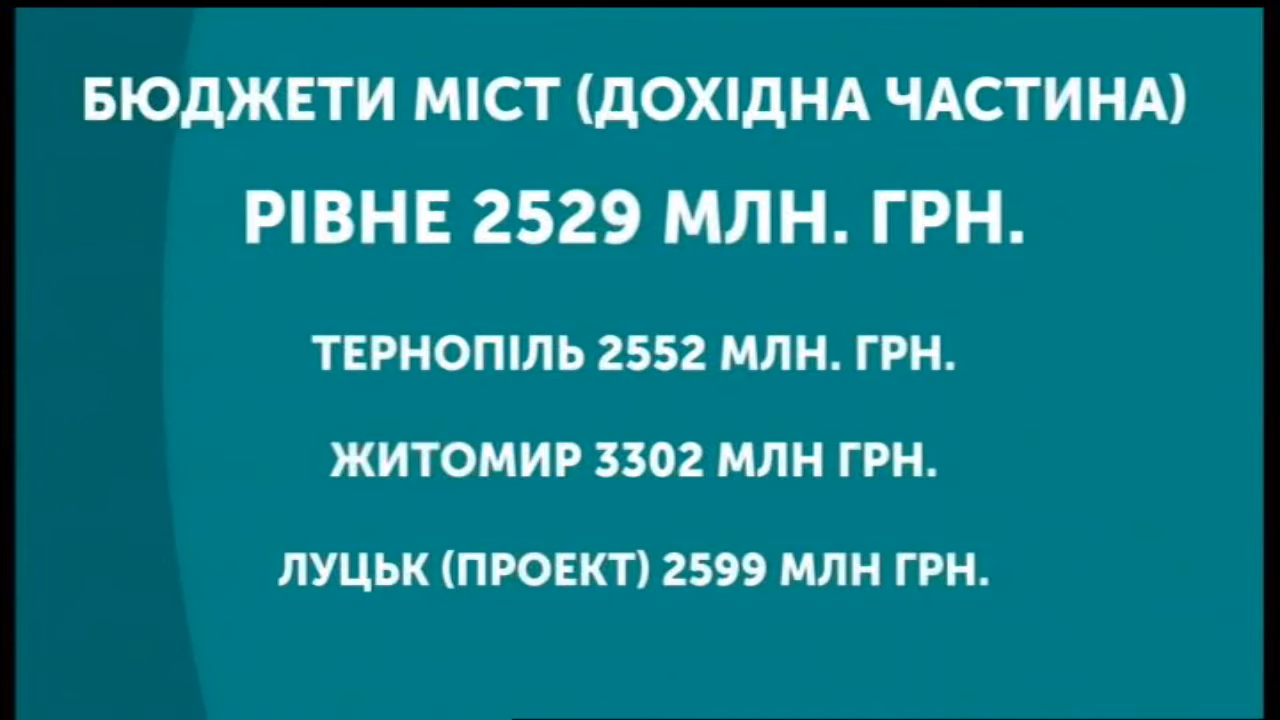 БЮДЖЕТИ МІСТ (ДОХІДНА ЧАСТИНА)
РІВНЕ 2529 МЛН. ГРН.
ТЕРНОПІЛЬ 2552 МЛН. ГРН.
ЖИТОМИР 3302 МЛН ГРН.
ЛУЦЬК (ПРОЕКТ) 2599 МЛН ГРН.